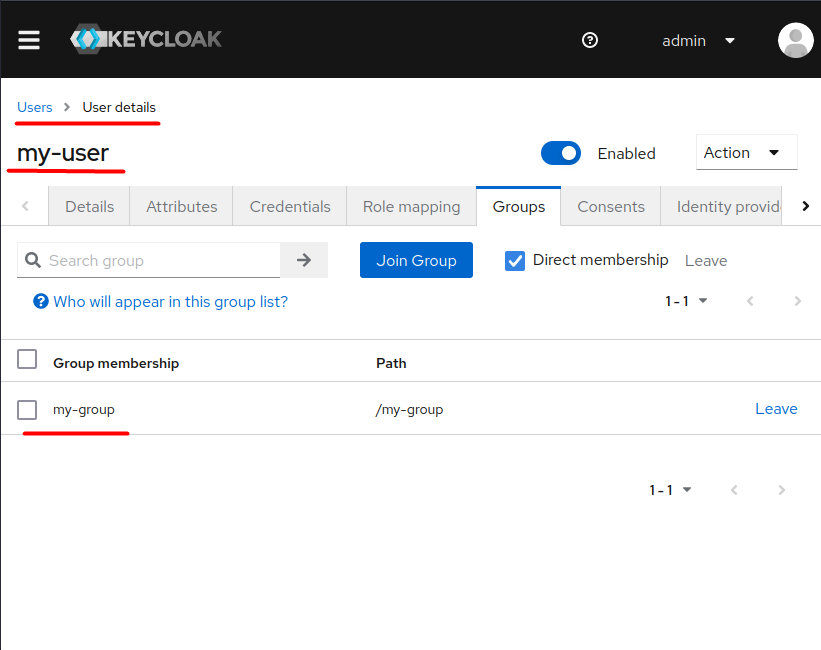 KEYCLOAK
admin
Users > User details
my-user
Enabled
Action
Details Attributes Credentials Role mapping Groups Consents Identity provid
Search group
Join Group
Direct membership Leave
Who will appear in this group list?
1 - 1
Group membership Path
my-group /my-group Leave
1 - 1